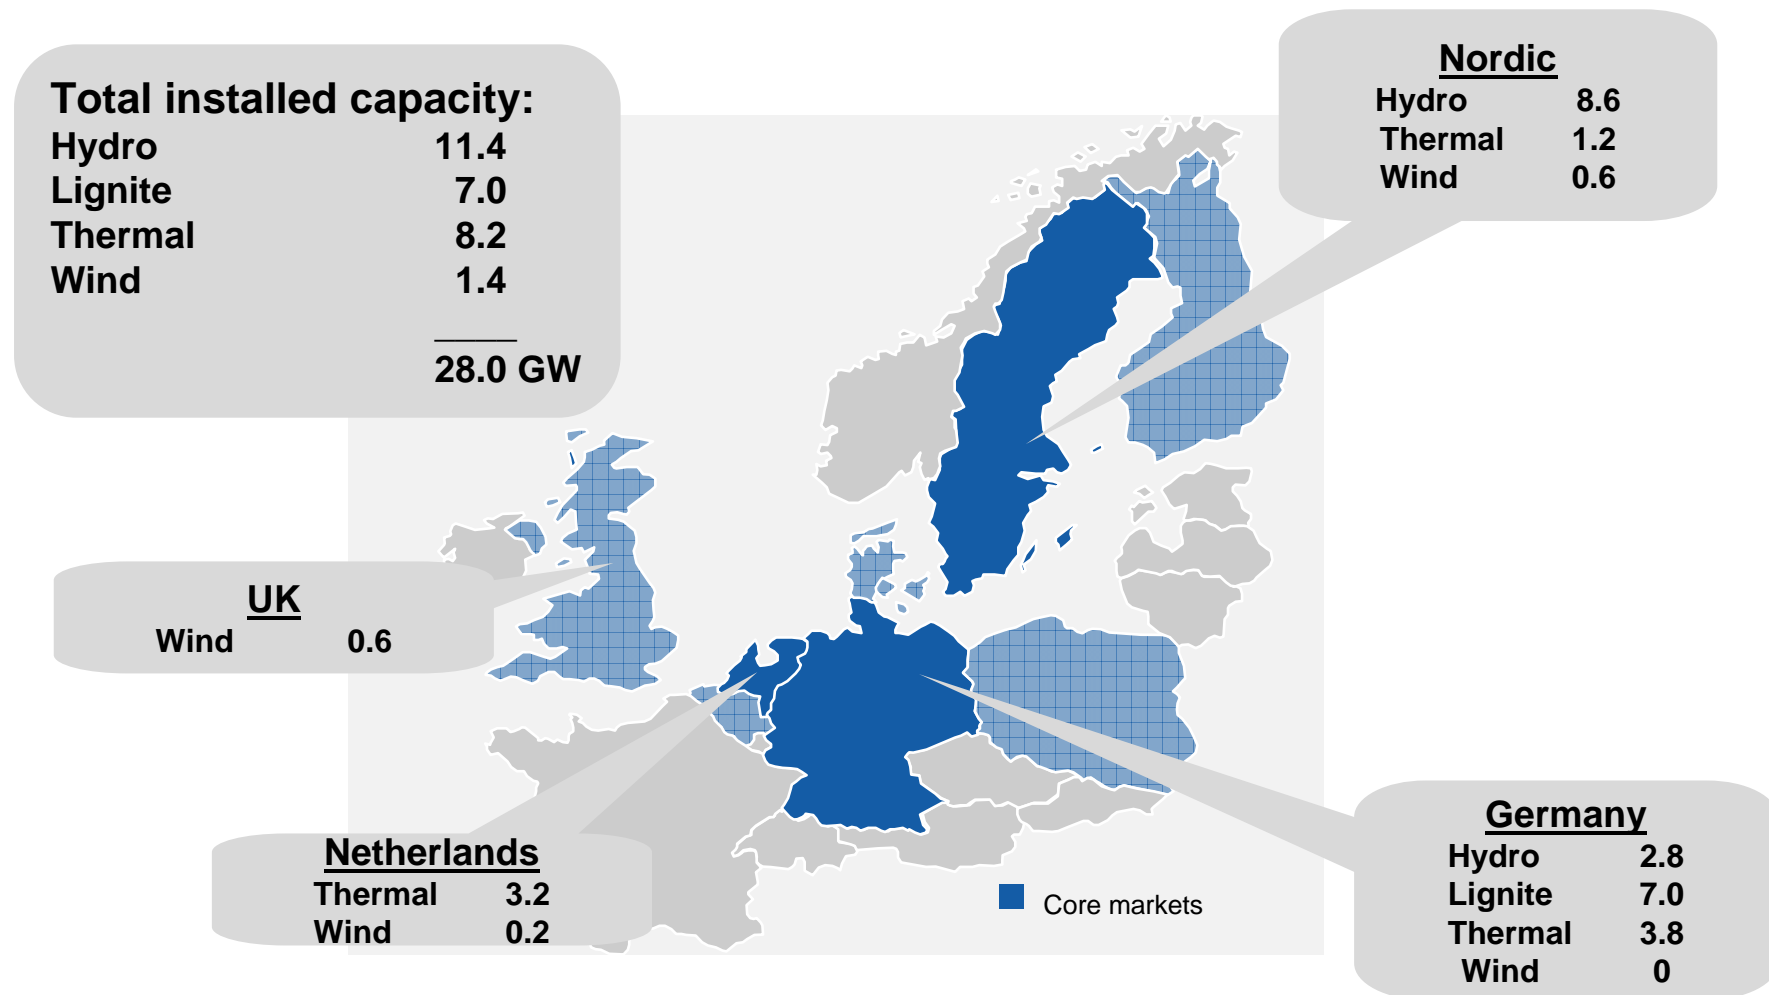 Total installed capacity:
Hydro 11.4
Lignite 7.0
Thermal 8.2
Wind 1.4
____
28.0 GW
Nordic
Hydro 8.6
Thermal 1.2
Wind 0.6
UK
Wind 0.6
Netherlands
Thermal 3.2
Wind 0.2
Core markets
Germany
Hydro 2.8
Lignite 7.0
Thermal 3.8
Wind 0